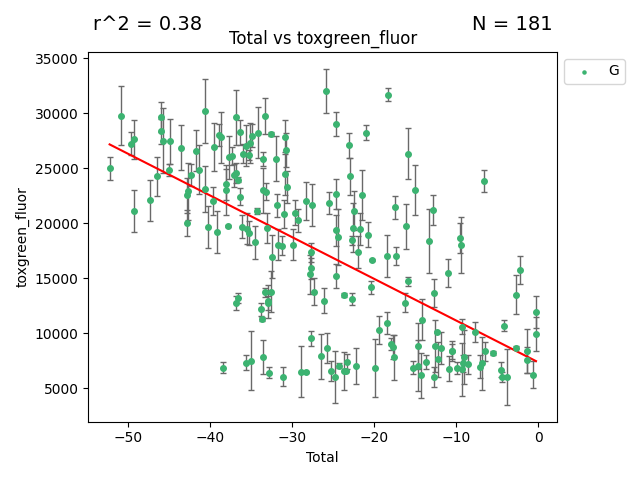 r^2 = 0.38
N = 181
Total vs toxgreen_fluor
35000
30000
25000
20000
15000
10000
5000
toxgreen_fluor
−50
−40
−30
−20
−10
0
Total
G